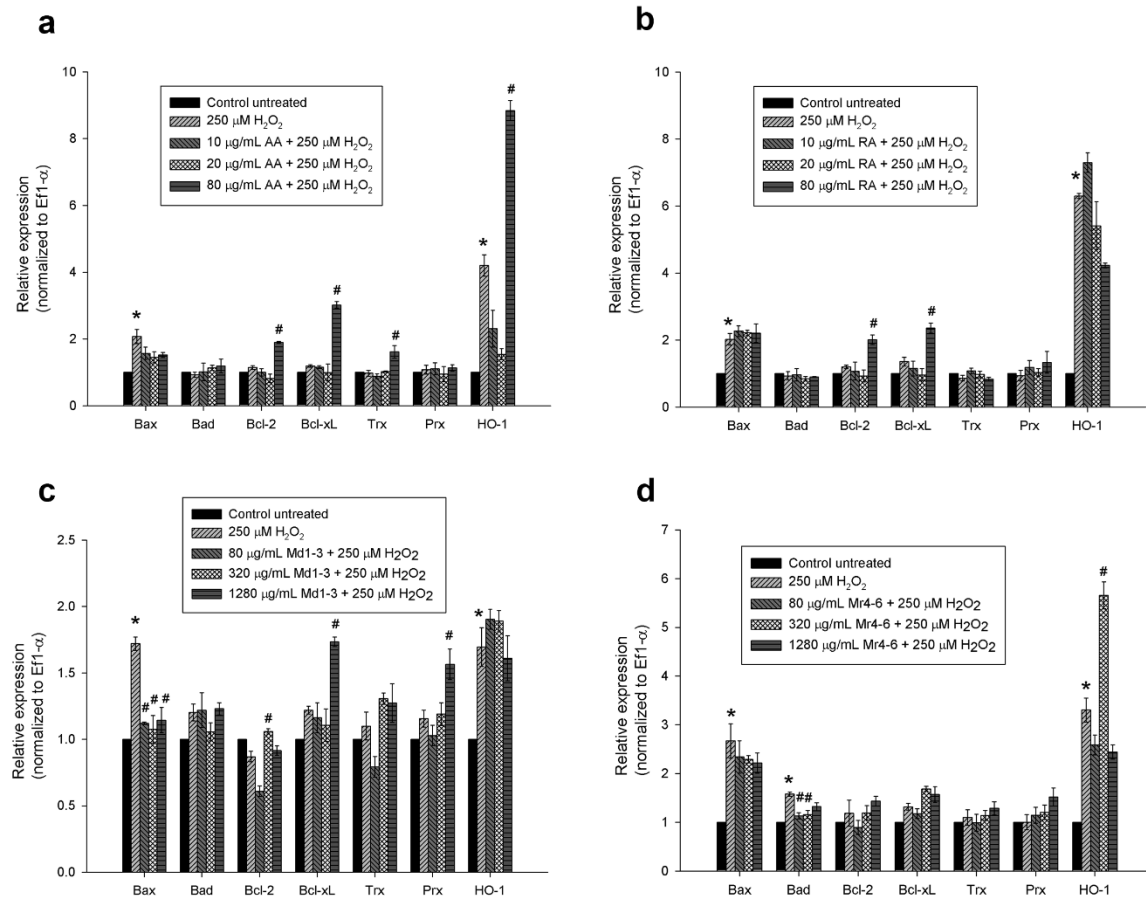 a
10
8
6
4
2
0
Relative expression
(normalized to Ef1-α)
Control untreated
250 μM H₂O₂
10 μg/mL AA + 250 μM H₂O₂
20 μg/mL AA + 250 μM H₂O₂
80 μg/mL AA + 250 μM H₂O₂
*
#
#
#
*
#
Bax Bad Bcl-2 Bcl-xL Trx Prx HO-1
b
10
8
6
4
2
0
Relative expression
(normalized to Ef1-α)
Control untreated
250 μM H₂O₂
10 μg/mL RA + 250 μM H₂O₂
20 μg/mL RA + 250 μM H₂O₂
80 μg/mL RA + 250 μM H₂O₂
*
#
#
*
Bax Bad Bcl-2 Bcl-xL Trx Prx HO-1
c
2.5
2.0
1.5
1.0
0.5
0.0
Relative expression
(normalized to Ef1-α)
Control untreated
250 μM H₂O₂
80 μg/mL Md1-3 + 250 μM H₂O₂
320 μg/mL Md1-3 + 250 μM H₂O₂
1280 μg/mL Md1-3 + 250 μM H₂O₂
*
# # #
#
#
#
*
Bax Bad Bcl-2 Bcl-xL Trx Prx HO-1
d
7
6
5
4
3
2
1
0
Relative expression
(normalized to Ef1-α)
Control untreated
250 μM H₂O₂
80 μg/mL Mr4-6 + 250 μM H₂O₂
320 μg/mL Mr4-6 + 250 μM H₂O₂
1280 μg/mL Mr4-6 + 250 μM H₂O₂
*
*
##
*
#
Bax Bad Bcl-2 Bcl-xL Trx Prx HO-1